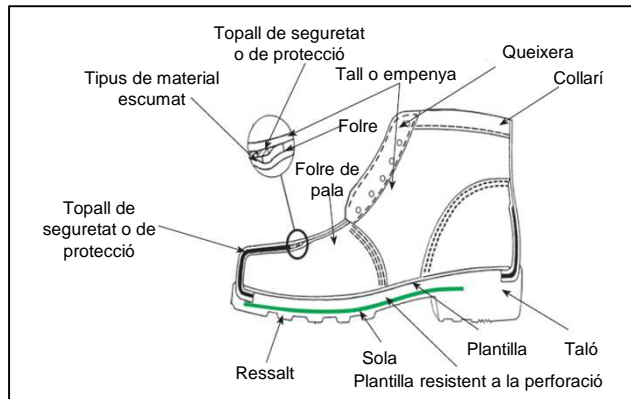 Topall de seguretat
o de protecció
Tipus de material
escumat
Tall o empenya
Queixera
Collarí
Folre
Folre de
pala
Topall de
seguretat o de
protecció
Ressalt
Sola
Plantilla
Taló
Plantilla resistent a la perforació